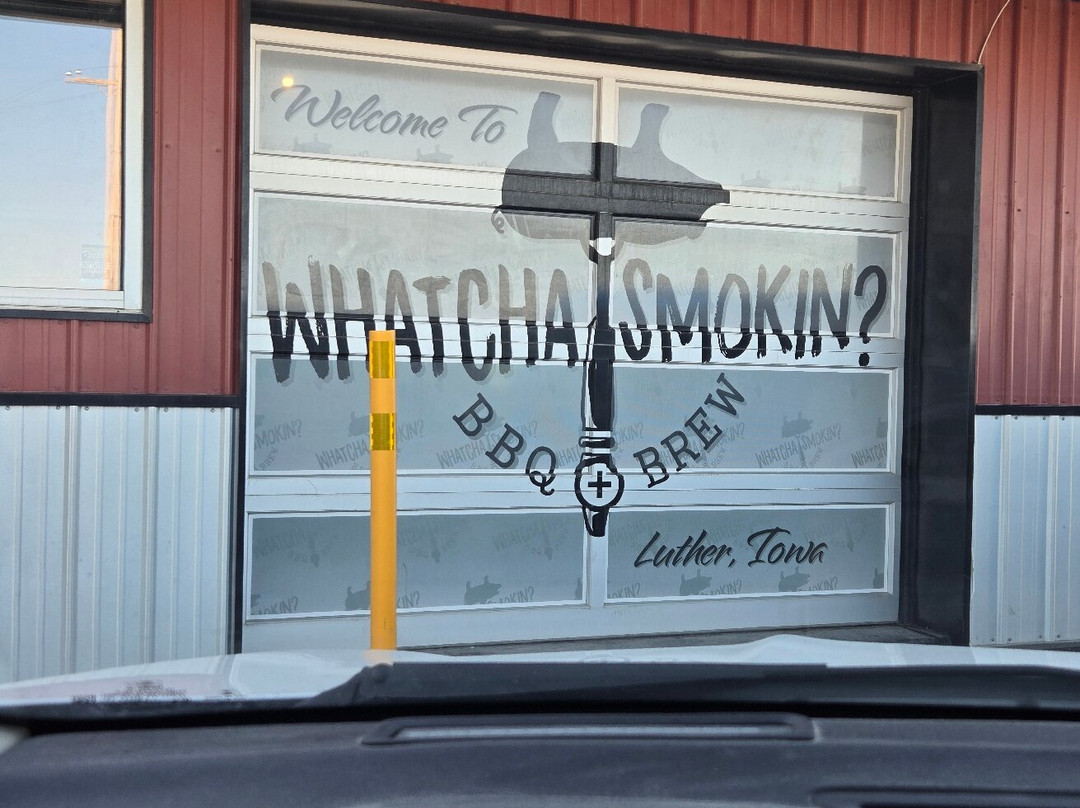 Welcome To
WHATCHA SMOKIN?
BBQ + BREW
Luther, Iowa